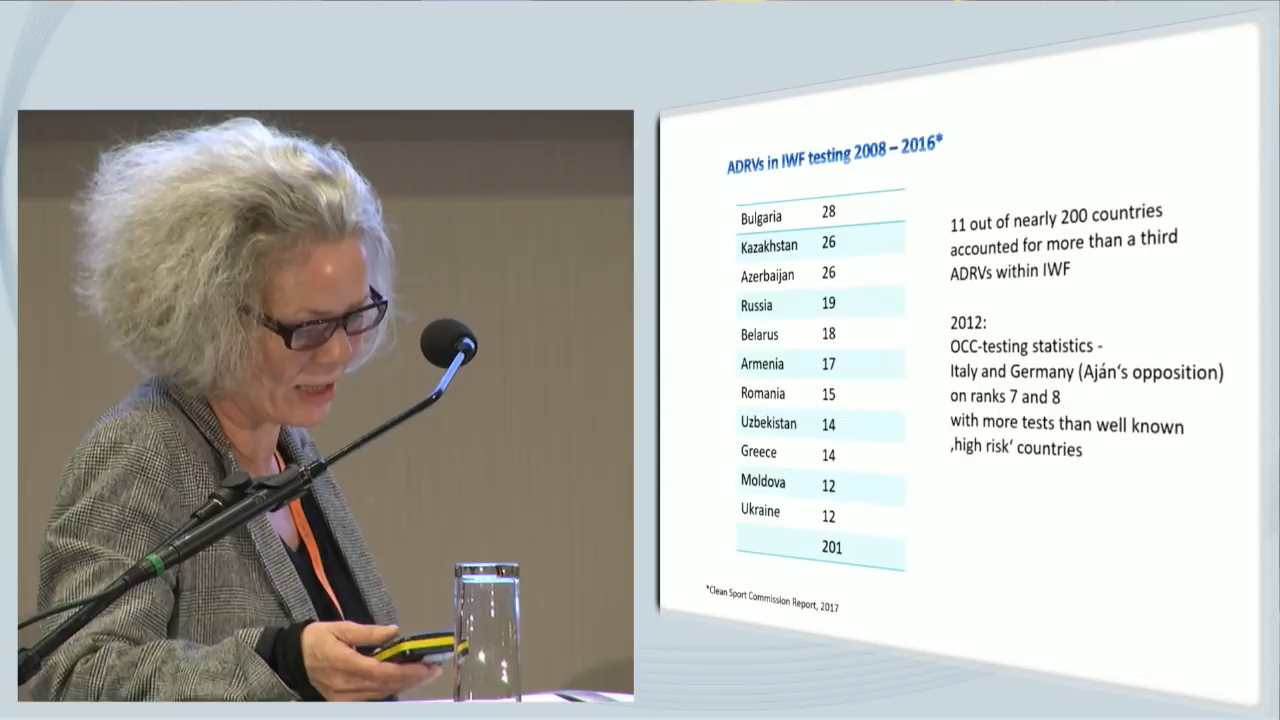 ADRVs in IWF testing 2008 – 2016*
Bulgaria 28
Kazakhstan 26
Azerbaijan 26
Russia 19
Belarus 18
Armenia 17
Romania 15
Uzbekistan 14
Greece 14
Moldova 12
Ukraine 12
201
11 out of nearly 200 countries
accounted for more than a third
ADRVs within IWF
2012:
OCC-testing statistics -
Italy and Germany (Aján‘s opposition)
on ranks 7 and 8
with more tests than well known
‚high risk‘ countries
*Clean Sport Commission Report, 2017